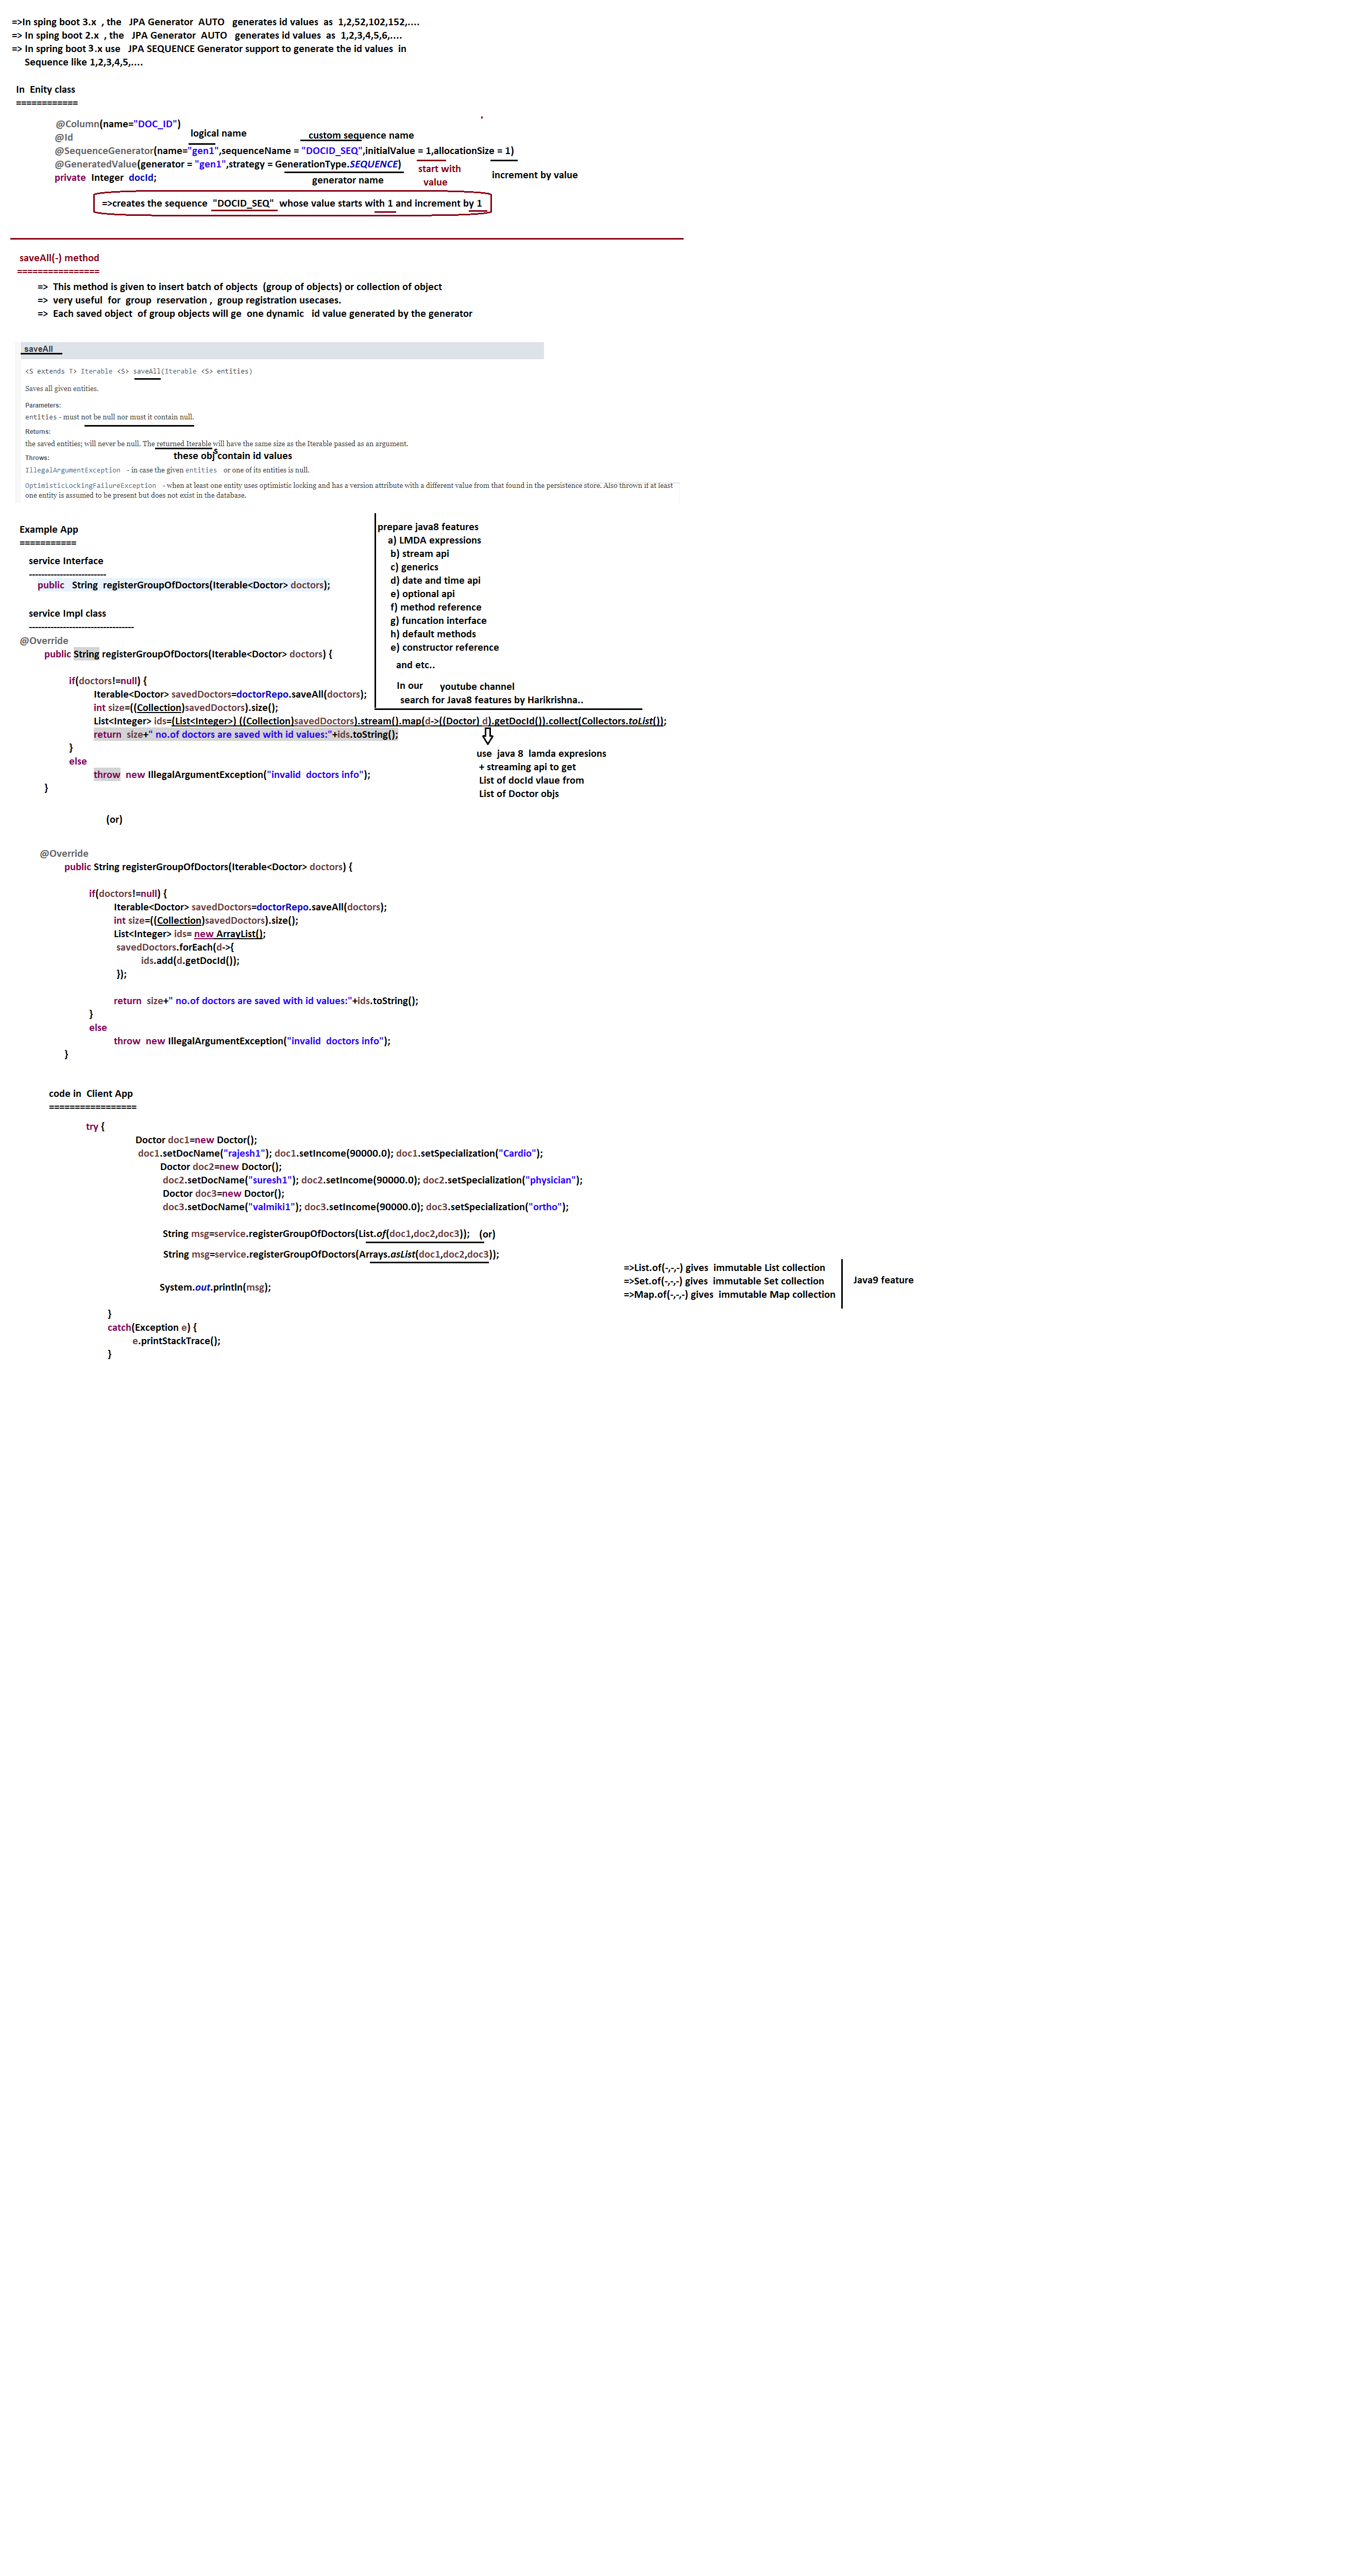 =>In sping boot 3.x , the JPA Generator AUTO generates id values as 1,2,52,102,152,....
=> In sping boot 2.x , the JPA Generator AUTO generates id values as 1,2,3,4,5,6,....
=> In spring boot 3.x use JPA SEQUENCE Generator support to generate the id values in
Sequence like 1,2,3,4,5,....
In Enity class
============
@Column(name="DOC_ID")
@Id
logical name
custom sequence name
@SequenceGenerator(name="gen1",sequenceName = "DOCID_SEQ",initialValue = 1,allocationSize = 1)
@GeneratedValue(generator = "gen1",strategy = GenerationType.SEQUENCE)
private Integer docId;
generator name
start with
value
increment by value
=>creates the sequence "DOCID_SEQ" whose value starts with 1 and increment by 1
saveAll(-) method
================
=> This method is given to insert batch of objects (group of objects) or collection of object
=> very useful for group reservation , group registration usecases.
=> Each saved object of group objects will ge one dynamic id value generated by the generator
saveAll
<S extends T> Iterable <S> saveAll(Iterable <S> entities)
Saves all given entities.
Parameters:
entities - must not be null nor must it contain null.
Returns:
the saved entities; will never be null. The returned Iterable will have the same size as the Iterable passed as an argument.
these objs contain id values
Throws:
IllegalArgumentException - in case the given entities or one of its entities is null.
OptimisticLockingFailureException - when at least one entity uses optimistic locking and has a version attribute with a different value from that found in the persistence store. Also thrown if at least
one entity is assumed to be present but does not exist in the database.
Example App
===========
service Interface
-------------------------
public String registerGroupOfDoctors(Iterable<Doctor> doctors);
service Impl class
----------------------------------
prepare java8 features
a) LMDA expressions
b) stream api
c) generics
d) date and time api
e) optional api
f) method reference
g) funcation interface
h) default methods
e) constructor reference
and etc..
In our youtube channel
search for Java8 features by Harikrishna..
@Override
public String registerGroupOfDoctors(Iterable<Doctor> doctors) {
if(doctors!=null) {
Iterable<Doctor> savedDoctors=doctorRepo.saveAll(doctors);
int size=((Collection)savedDoctors).size();
List<Integer> ids=(List<Integer>) ((Collection)savedDoctors).stream().map(d->((Doctor) d).getDocId()).collect(Collectors.toList());
return size+" no.of doctors are saved with id values:"+ids.toString();
}
else
throw new IllegalArgumentException("invalid doctors info");
}
use java 8 lamda expresions
+ streaming api to get
List of docId vlaue from
List of Doctor objs
(or)
@Override
public String registerGroupOfDoctors(Iterable<Doctor> doctors) {
if(doctors!=null) {
Iterable<Doctor> savedDoctors=doctorRepo.saveAll(doctors);
int size=((Collection)savedDoctors).size();
List<Integer> ids= new ArrayList();
savedDoctors.forEach(d->{
ids.add(d.getDocId());
});
return size+" no.of doctors are saved with id values:"+ids.toString();
}
else
throw new IllegalArgumentException("invalid doctors info");
}
code in Client App
=================
try {
Doctor doc1=new Doctor();
doc1.setDocName("rajesh1"); doc1.setIncome(90000.0); doc1.setSpecialization("Cardio");
Doctor doc2=new Doctor();
doc2.setDocName("suresh1"); doc2.setIncome(90000.0); doc2.setSpecialization("physician");
Doctor doc3=new Doctor();
doc3.setDocName("valmiki1"); doc3.setIncome(90000.0); doc3.setSpecialization("ortho");
String msg=service.registerGroupOfDoctors(List.of(doc1,doc2,doc3)); (or)
String msg=service.registerGroupOfDoctors(Arrays.asList(doc1,doc2,doc3));
System.out.println(msg);
}
catch(Exception e) {
e.printStackTrace();
}
=>List.of(-,-,-) gives immutable List collection
=>Set.of(-,-,-) gives immutable Set collection
=>Map.of(-,-,-) gives immutable Map collection
Java9 feature